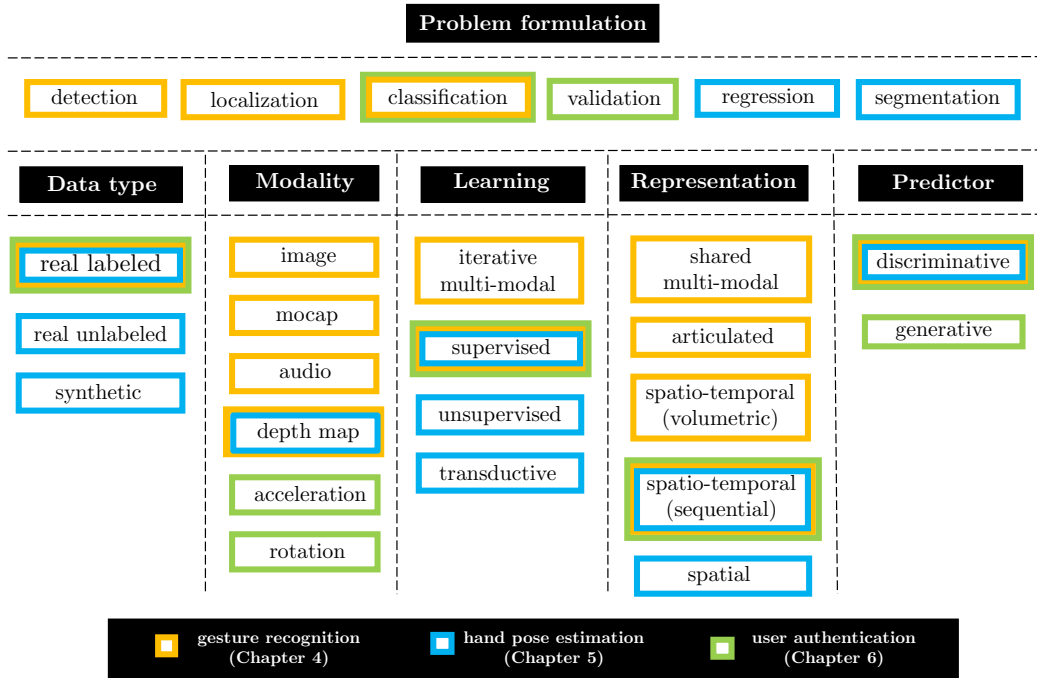 Problem formulation
detection
localization
classification
validation
regression
segmentation
Data type
Modality
Learning
Representation
Predictor
real labeled
real unlabeled
synthetic
image
mocap
audio
depth map
acceleration
rotation
iterative
multi-modal
supervised
unsupervised
transductive
shared
multi-modal
articulated
spatio-temporal
(volumetric)
spatio-temporal
(sequential)
spatial
discriminative
generative
gesture recognition
(Chapter 4)
hand pose estimation
(Chapter 5)
user authentication
(Chapter 6)